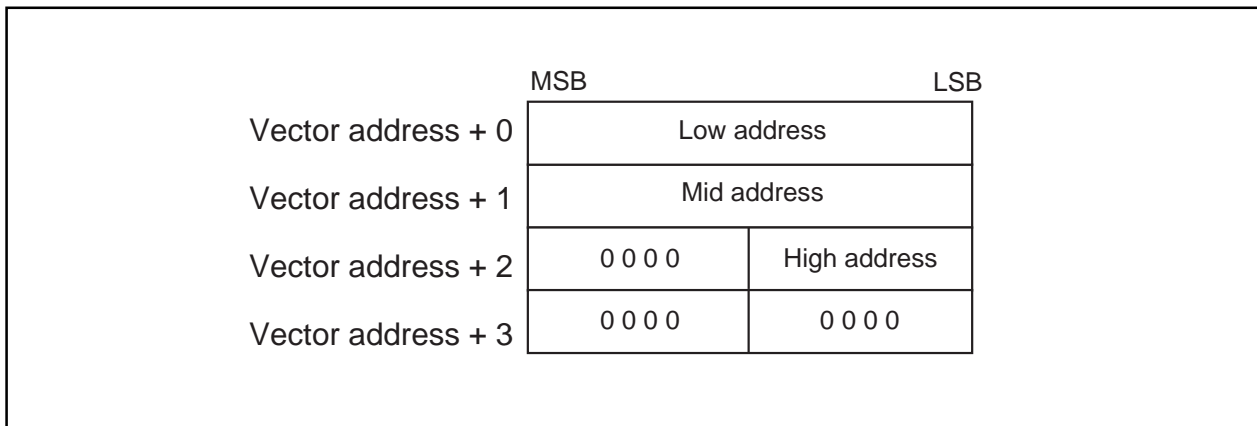 MSB LSB
Vector address + 0 Low address
Vector address + 1 Mid address
Vector address + 2 0 0 0 0 High address
Vector address + 3 0 0 0 0 0 0 0 0